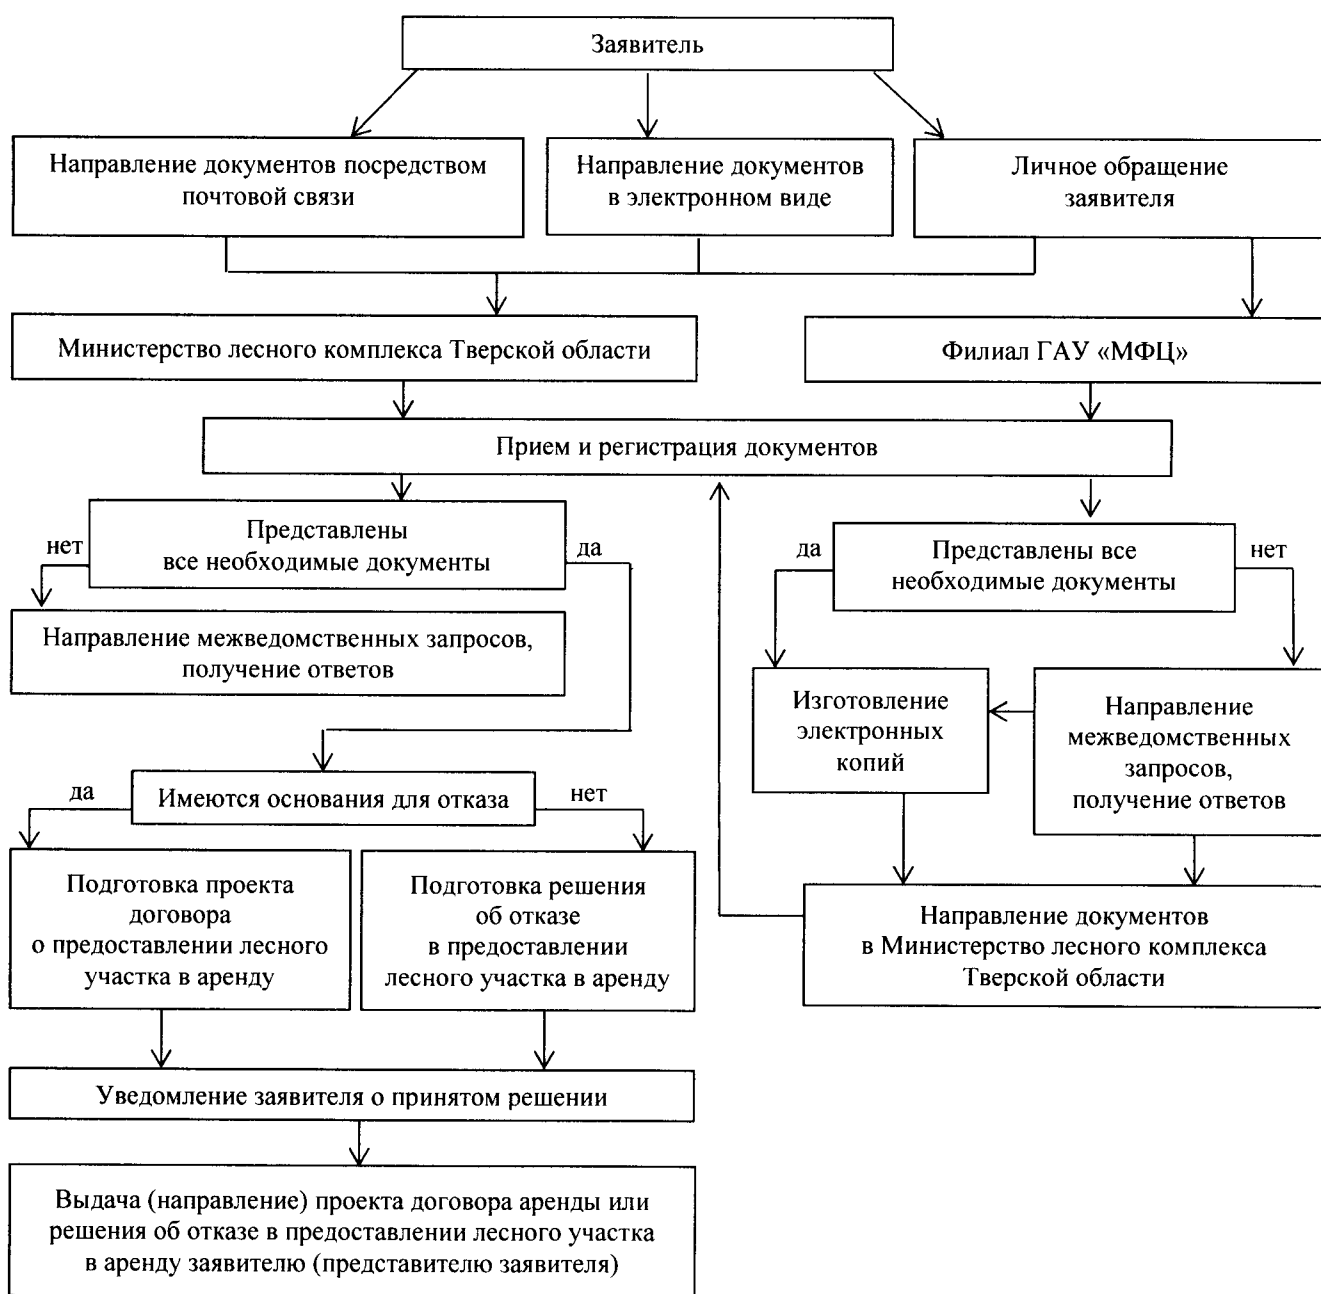 Заявитель
Направление документов посредством
почтовой связи
Направление документов
в электронном виде
Личное обращение
заявителя
Министерство лесного комплекса Тверской области
Филиал ГАУ «МФЦ»
Прием и регистрация документов
нет
Представлены
все необходимые документы
да
да
Представлены все
необходимые документы
нет
Направление межведомственных запросов,
получение ответов
Изготовление
электронных
копий
Направление
межведомственных
запросов,
получение ответов
да
Имеются основания для отказа
нет
Подготовка проекта
договора
о предоставлении лесного
участка в аренду
Подготовка решения
об отказе
в предоставлении
лесного участка в аренду
Направление документов
в Министерство лесного комплекса
Тверской области
Уведомление заявителя о принятом решении
Выдача (направление) проекта договора аренды или
решения об отказе в предоставлении лесного участка
в аренду заявителю (представителю заявителя)